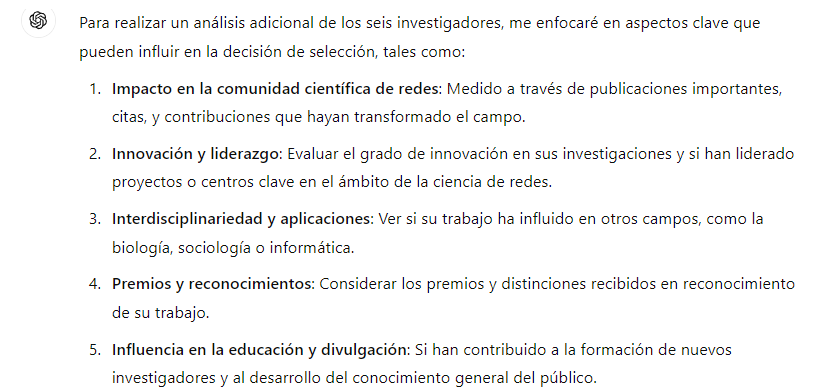 Para realizar un análisis adicional de los seis investigadores, me enfocaré en aspectos clave que
pueden influir en la decisión de selección, tales como:
1. Impacto en la comunidad científica de redes: Medido a través de publicaciones importantes,
citas, y contribuciones que hayan transformado el campo.
2. Innovación y liderazgo: Evaluar el grado de innovación en sus investigaciones y si han liderado
proyectos o centros clave en el ámbito de la ciencia de redes.
3. Interdisciplinariedad y aplicaciones: Ver si su trabajo ha influido en otros campos, como la
biología, sociología o informática.
4. Premios y reconocimientos: Considerar los premios y distinciones recibidos en reconocimiento
de su trabajo.
5. Influencia en la educación y divulgación: Si han contribuido a la formación de nuevos
investigadores y al desarrollo del conocimiento general del público.